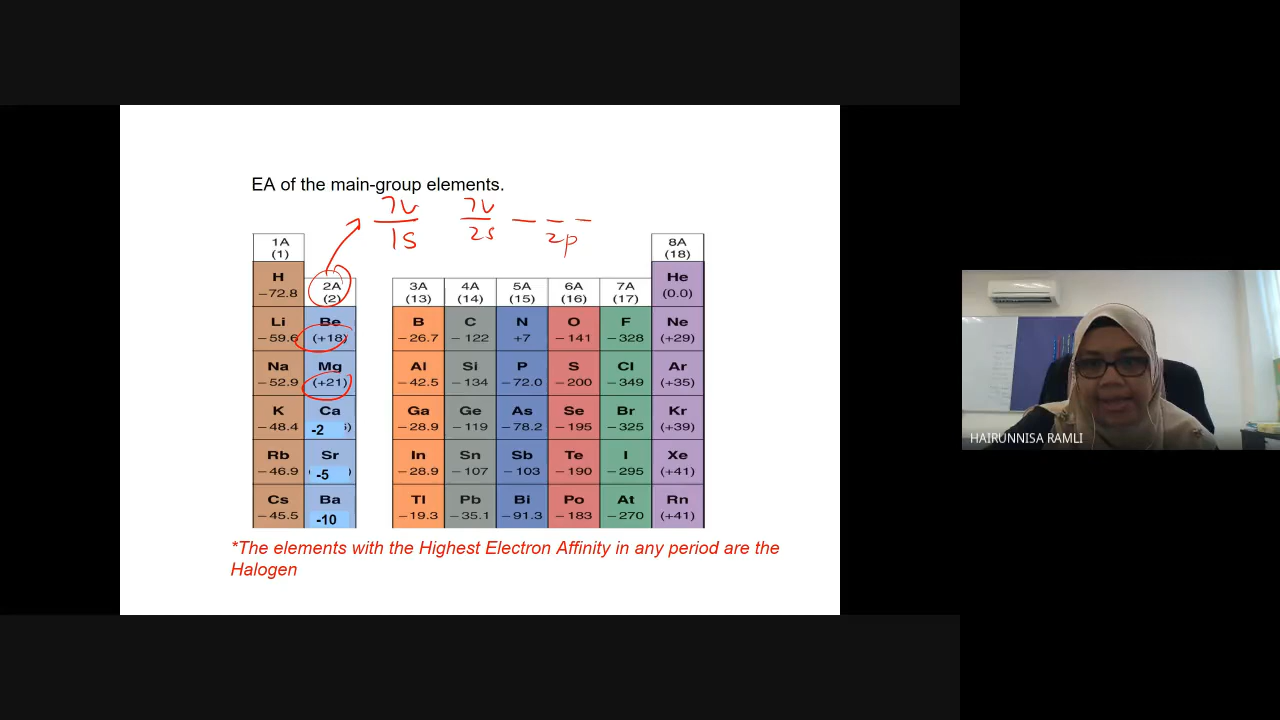 EA of the main-group elements.
1s 2s 2p
1A 8A
(1) (18)
H 2A 3A 4A 5A 6A 7A He
−72.8 (2) (13) (14) (15) (16) (17) (0.0)
Li Be B C N O F Ne
−59.6 (+18) −26.7 −122 +7 −141 −328 (+29)
Na Mg Al Si P S Cl Ar
−52.9 (+21) −42.5 −134 −72.0 −200 −349 (+35)
K Ca Ga Ge As Se Br Kr
−48.4 -2 −28.9 −119 −78.2 −195 −325 (+39)
Rb Sr In Sn Sb Te I Xe
−46.9 -5 −28.9 −107 −103 −190 −295 (+41)
Cs Ba Tl Pb Bi Po At Rn
−45.5 -10 −19.3 −35.1 −91.3 −183 −270 (+41)
*The elements with the Highest Electron Affinity in any period are the
Halogen
HAIRUNNISA RAMLI